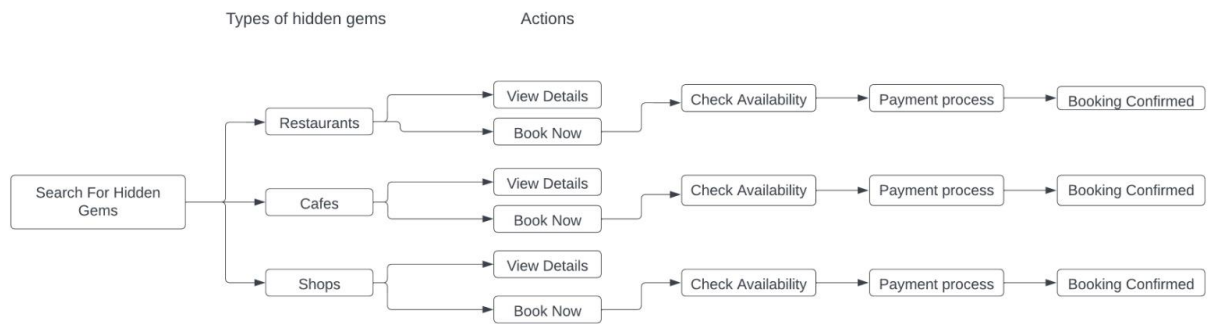 Types of hidden gems
Actions
View Details
Check Availability
Payment process
Booking Confirmed
Restaurants
Book Now
Search For Hidden
Gems
Cafes
View Details
Book Now
Check Availability
Payment process
Booking Confirmed
Shops
View Details
Book Now
Check Availability
Payment process
Booking Confirmed